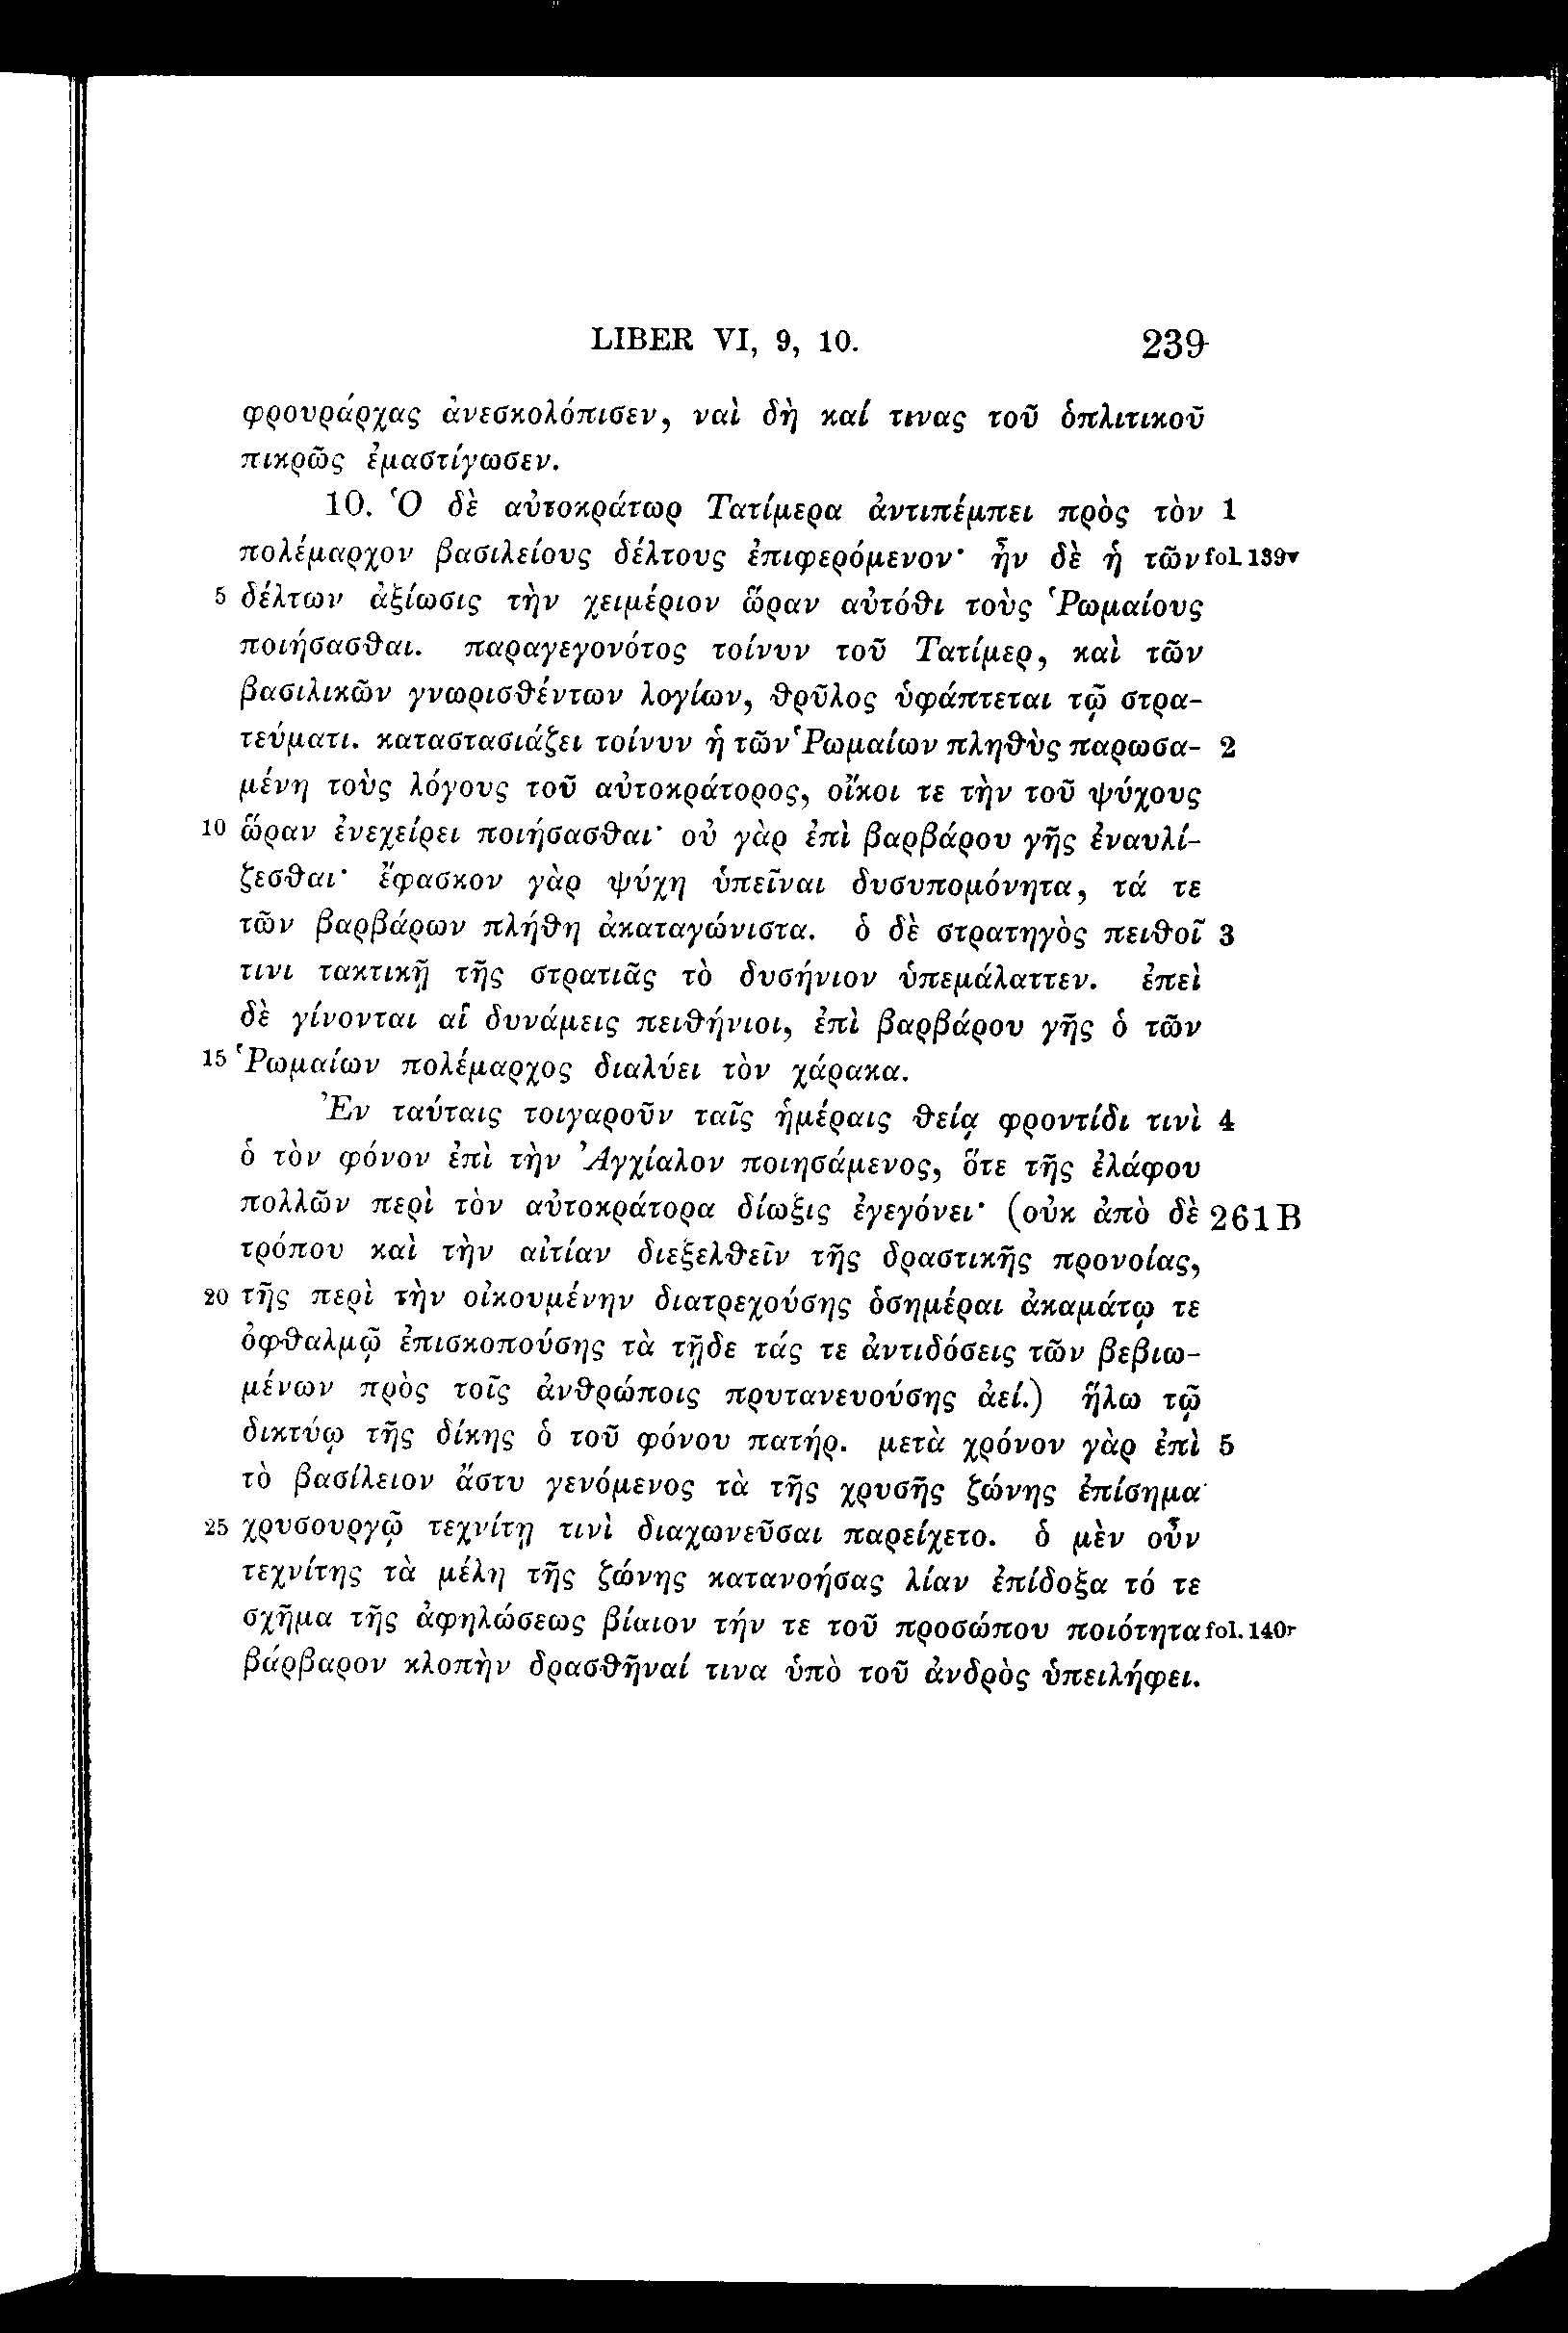 LIBER VI, 9, 10. 239
φρουράρχας ἀνεσκολόπισεν, ναὶ δὴ καί τινας τοῦ ὁπλιτικοῦ
πικρῶς ἐμαστίγωσεν.
10. Ὁ δὲ αὐτοκράτωρ Τατίμερα ἀντιπέμπει πρὸς τὸν 1
πολέμαρχον βασιλείους δέλτους ἐπιφερόμενον· ἦν δὲ ἡ τῶν fol. 139v
5 δέλτων ἀξίωσις τὴν χειμέριον ὥραν αὐτόθι τοὺς Ῥωμαίους
ποιήσασθαι. παραγεγονότος τοίνυν τοῦ Τατίμερ, καὶ τῶν
βασιλικῶν γνωρισθέντων λογίων, θρῦλος ὑφάπτεται τῷ στρα-
τεύματι. καταστασιάζει τοίνυν ἡ τῶν Ῥωμαίων πληθὺς παρωσα- 2
μένη τοὺς λόγους τοῦ αὐτοκράτορος, οἴκοι τε τὴν τοῦ ψύχους
10 ὥραν ἐνεχείρει ποιήσασθαι· οὐ γὰρ ἐπὶ βαρβάρου γῆς ἐναυλί-
ζεσθαι· ἔφασκον γὰρ ψύχη ὑπεῖναι δυσυπομόνητα, τά τε
τῶν βαρβάρων πλήθη ἀκαταγώνιστα. ὁ δὲ στρατηγὸς πειθοῖ 3
τινι τακτικῇ τῆς στρατιᾶς τὸ δυσήνιον ὑπεμάλαττεν. ἐπεὶ
δὲ γίνονται αἱ δυνάμεις πειθήνιοι, ἐπὶ βαρβάρου γῆς ὁ τῶν
15 Ῥωμαίων πολέμαρχος διαλύει τὸν χάρακα.
Ἐν ταύταις τοιγαροῦν ταῖς ἡμέραις θείᾳ φροντίδι τινὶ 4
ὁ τὸν φόνον ἐπὶ τὴν Ἀγχίαλον ποιησάμενος, ὅτε τῆς ἐλάφου
πολλῶν περὶ τὸν αὐτοκράτορα δίωξις ἐγεγόνει· (οὐκ ἀπὸ δὲ 261B
τρόπου καὶ τὴν αἰτίαν διεξελθεῖν τῆς δραστικῆς προνοίας,
20 τῆς περὶ τὴν οἰκουμένην διατρεχούσης ὁσημέραι ἀκαμάτῳ τε
ὀφθαλμῷ ἐπισκοπούσης τὰ τῇδε τάς τε ἀντιδόσεις τῶν βεβιω-
μένων πρὸς τοῖς ἀνθρώποις πρυτανευούσης ἀεί.) ἥλω τῷ
δικτύῳ τῆς δίκης ὁ τοῦ φόνου πατήρ. μετὰ χρόνον γὰρ ἐπὶ 5
τὸ βασίλειον ἄστυ γενόμενος τὰ τῆς χρυσῆς ζώνης ἐπίσημα
25 χρυσουργῷ τεχνίτῃ τινὶ διαχωνεῦσαι παρείχετο. ὁ μὲν οὖν
τεχνίτης τὰ μέλη τῆς ζώνης κατανοήσας λίαν ἐπίδοξα τό τε
σχῆμα τῆς ἀφηλώσεως βίαιον τήν τε τοῦ προσώπου ποιότητα fol. 140r
βάρβαρον κλοπὴν δρασθῆναί τινα ὑπὸ τοῦ ἀνδρὸς ὑπειλήφει.